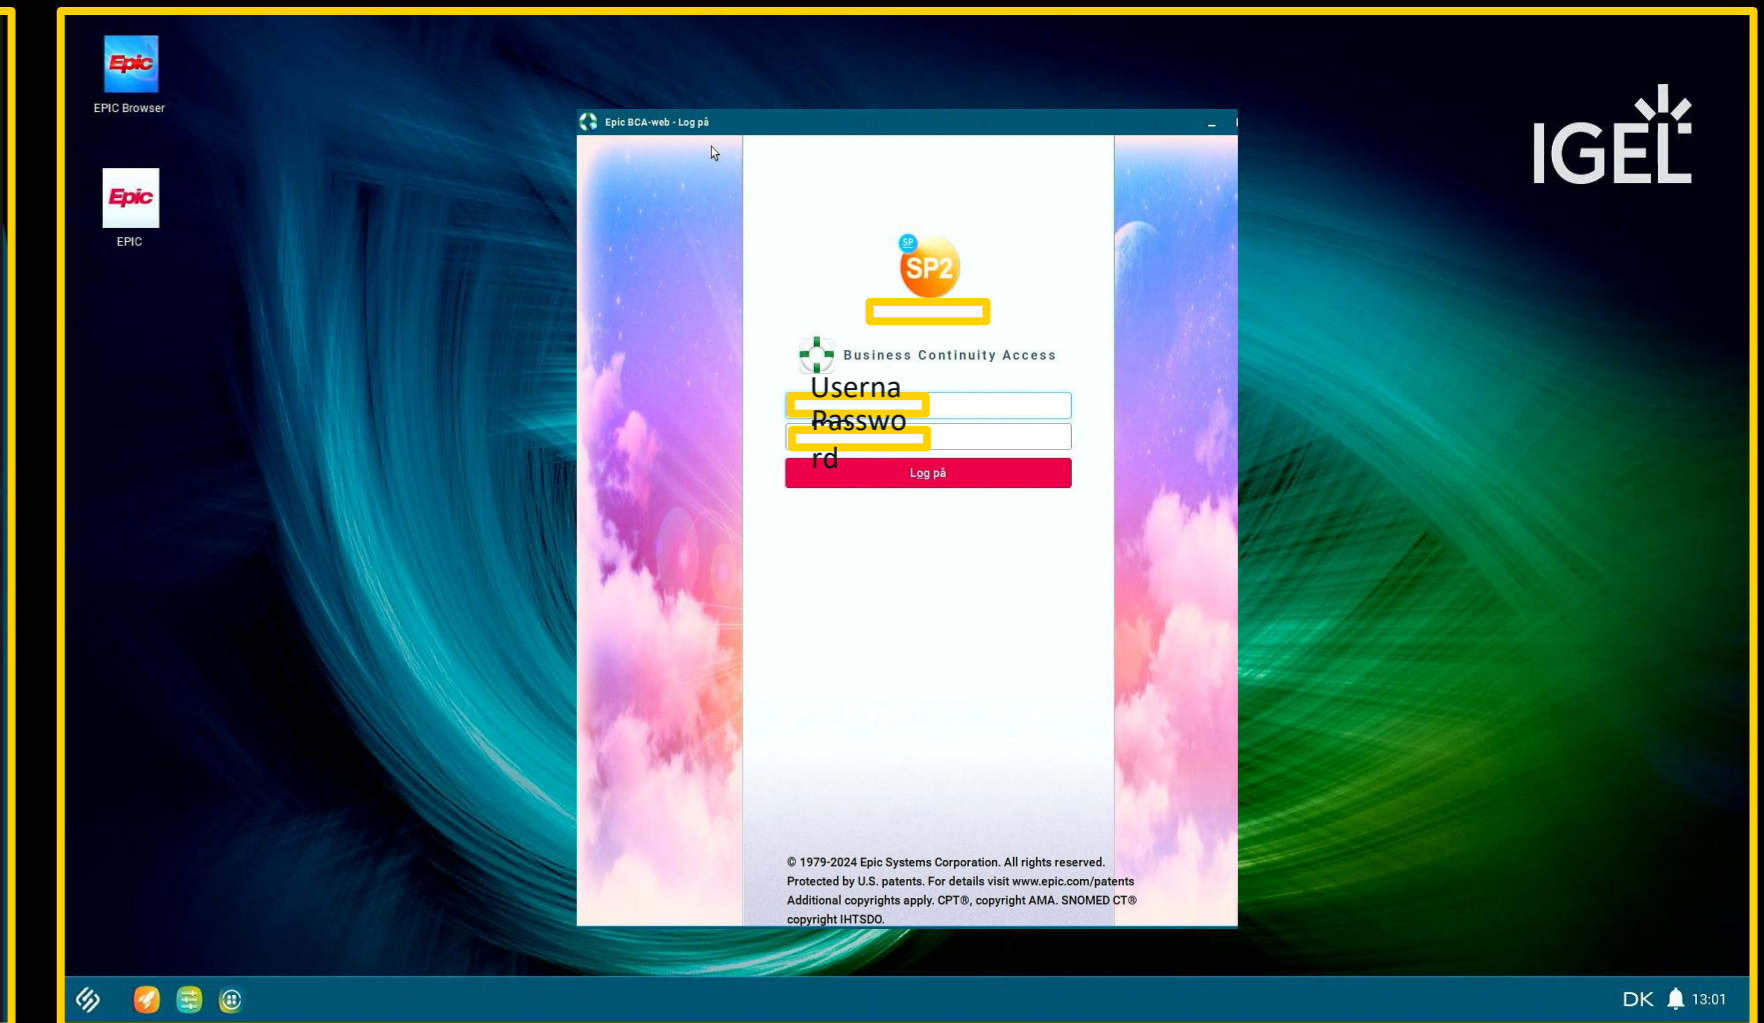 Epic
EPIC Browser
Epic
EPIC
IGEL
Epic BCA-web - Log på
SP
SP2
Business Continuity Access
Userna
Passwo
rd
Log på
© 1979-2024 Epic Systems Corporation. All rights reserved.
Protected by U.S. patents. For details visit www.epic.com/patents
Additional copyrights apply. CPT®, copyright AMA. SNOMED CT®
copyright IHTSDO.
DK
13:01